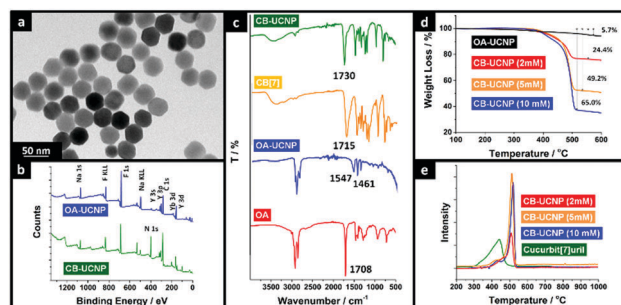 a
50 nm
b
Counts
Na 1s
F KLL
F 1s
Na KLL
Y 3s
Y 3p
C 1s
Yb 3d
Y 3d
OA-UCNP
N 1s
CB-UCNP
1200 1000 800 600 400 200 0
Binding Energy / eV
c
T / %
CB-UCNP
1730
CB[7]
1715
OA-UCNP
1547
1461
OA
1708
3500 3000 2500 2000 1500 1000 500
Wavenumber / cm-1
d
Weight Loss / %
100
80
60
40
20
0
OA-UCNP
CB-UCNP (2mM)
CB-UCNP (5mM)
CB-UCNP (10 mM)
5.7%
24.4%
49.2%
65.0%
100 200 300 400 500 600
Temperature / °C
e
Intensity
CB-UCNP (2mM)
CB-UCNP (5mM)
CB-UCNP (10 mM)
Cucurbit[7]uril
200 400 600 800 1000
Temperature / °C